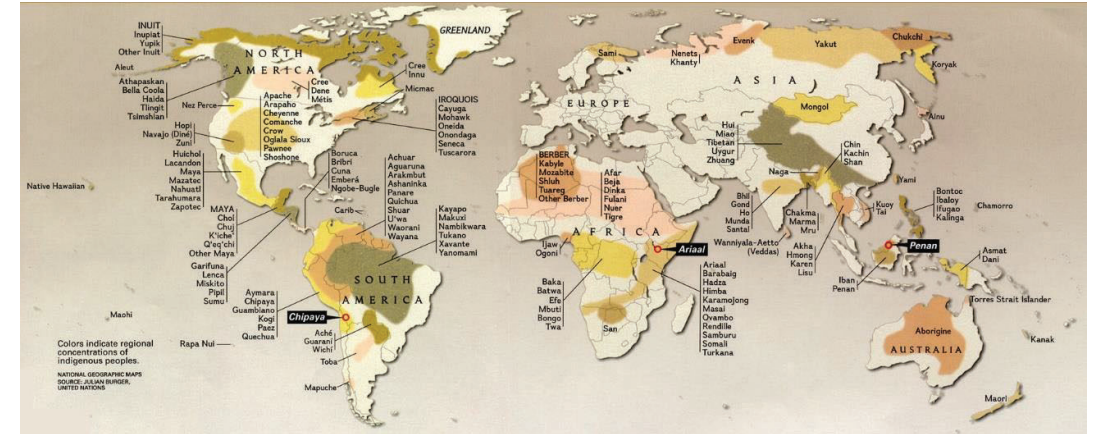 INUIT
Inupiat
Yupik
Other Inuit
Aleut
Athapaskan
Bella Coola
Haida
Tlingit
Tsimshian
NORTH
AMERICA
GREENLAND
Cree
Innu
Micmac
Cree
Dene
Métis
Nez Perce
Apache
Arapaho
Cheyenne
Comanche
Crow
Oglala Sioux
Pawnee
Shoshone
IROQUOIS
Cayuga
Mohawk
Oneida
Onondaga
Seneca
Tuscarora
Hopi
Navajo (Diné)
Zuni
Huichol
Lacandon
Maya
Mazatec
Nahuatl
Tarahumara
Zapotec
Native Hawaiian
MAYA
Chol
Chuj
K'iche'
Q'eq'chi
Other Maya
Garifuna
Lenca
Miskito
Pipil
Sumu
Boruca
Bribri
Cuna
Emberá
Ngobe-Bugle
Carib
Achuar
Aguaruna
Arakmbut
Ashaninka
Panare
Quichua
Shuar
U'wa
Waorani
Wayana
Kayapo
Makuxi
Nambikwara
Tukano
Xavante
Yanomami
SOUTH
AMERICA
Aymara
Chipaya
Guambiano
Kogi
Paez
Quechua
Chipaya
Aché
Guaraní
Wichí
Toba
Mapuche
Maohi
Rapa Nui
Colors indicate regional
concentrations of
indigenous peoples.
NATIONAL GEOGRAPHIC MAPS
SOURCE: JULIAN BURGER,
UNITED NATIONS
EUROPE
Sami
Nenets
Khanty
Evenk
Yakut
Chukchi
Koryak
ASIA
Mongol
Ainu
Hui
Miao
Tibetan
Uygur
Zhuang
Chin
Kachin
Shan
Naga
Yami
BERBER
Kabyle
Mozabite
Shluh
Tuareg
Other Berber
Afar
Beja
Dinka
Fulani
Nuer
Tigre
AFRICA
Ijaw
Ogoni
Ariaal
Baka
Batwa
Efe
Mbuti
Bongo
Twa
San
Ariaal
Barabaig
Hadza
Himba
Karamojong
Masai
Ovambo
Rendille
Samburu
Somali
Turkana
Bhil
Gond
Ho
Munda
Santal
Wanniyala-Aetto
(Veddas)
Chakma
Marma
Mru
Akha
Hmong
Karen
Lisu
Kuoy
Tai
Bontoc
Ibaloy
Ifugao
Kalinga
Chamorro
Penan
Iban
Penan
Asmat
Dani
Torres Strait Islander
Aborigine
AUSTRALIA
Kanak
Maori